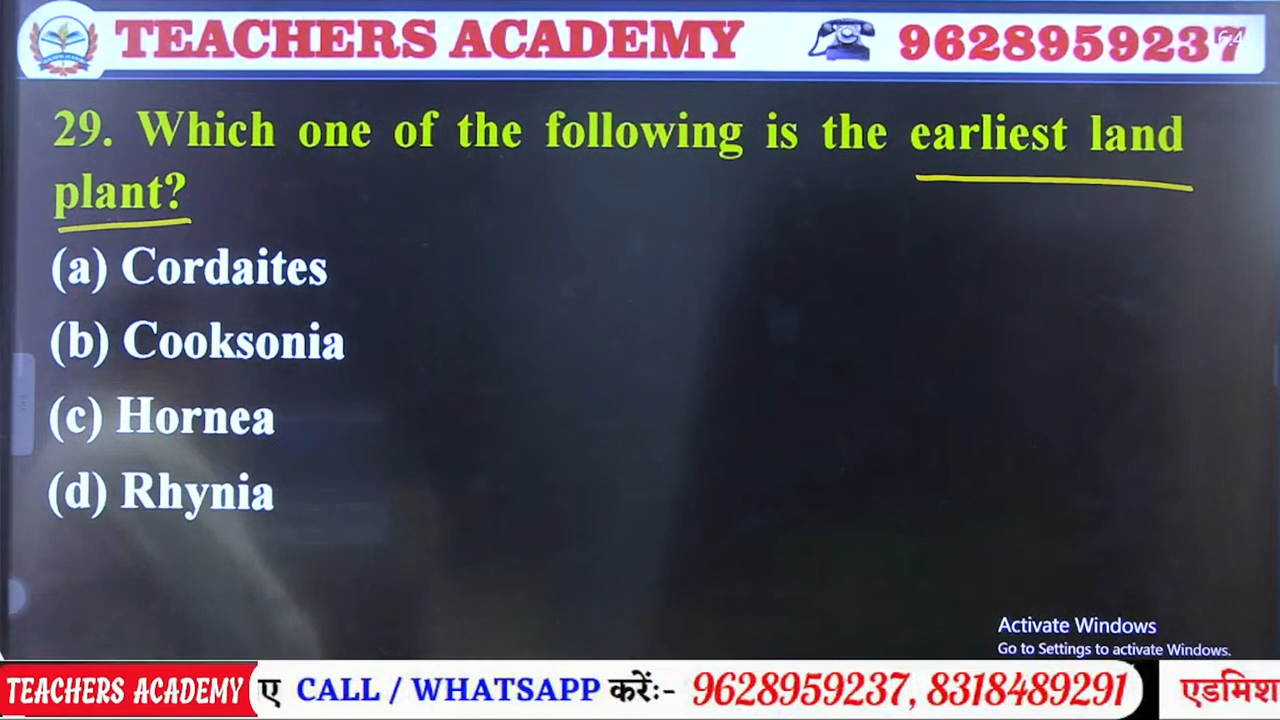 TEACHERS ACADEMY 9628959237
29. Which one of the following is the earliest land
plant?
(a) Cordaites
(b) Cooksonia
(c) Hornea
(d) Rhynia
Activate Windows
Go to Settings to activate Windows.
TEACHERS ACADEMY ए CALL / WHATSAPP करेंः- 9628959237, 8318489291 एडमिश